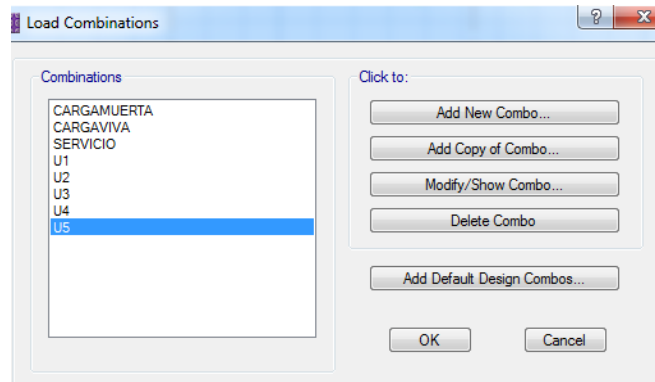 Load Combinations
?
X
Combinations
CARGAMUERTA
CARGAVIVA
SERVICIO
U1
U2
U3
U4
U5
Click to:
Add New Combo...
Add Copy of Combo...
Modify/Show Combo...
Delete Combo
Add Default Design Combos...
OK
Cancel